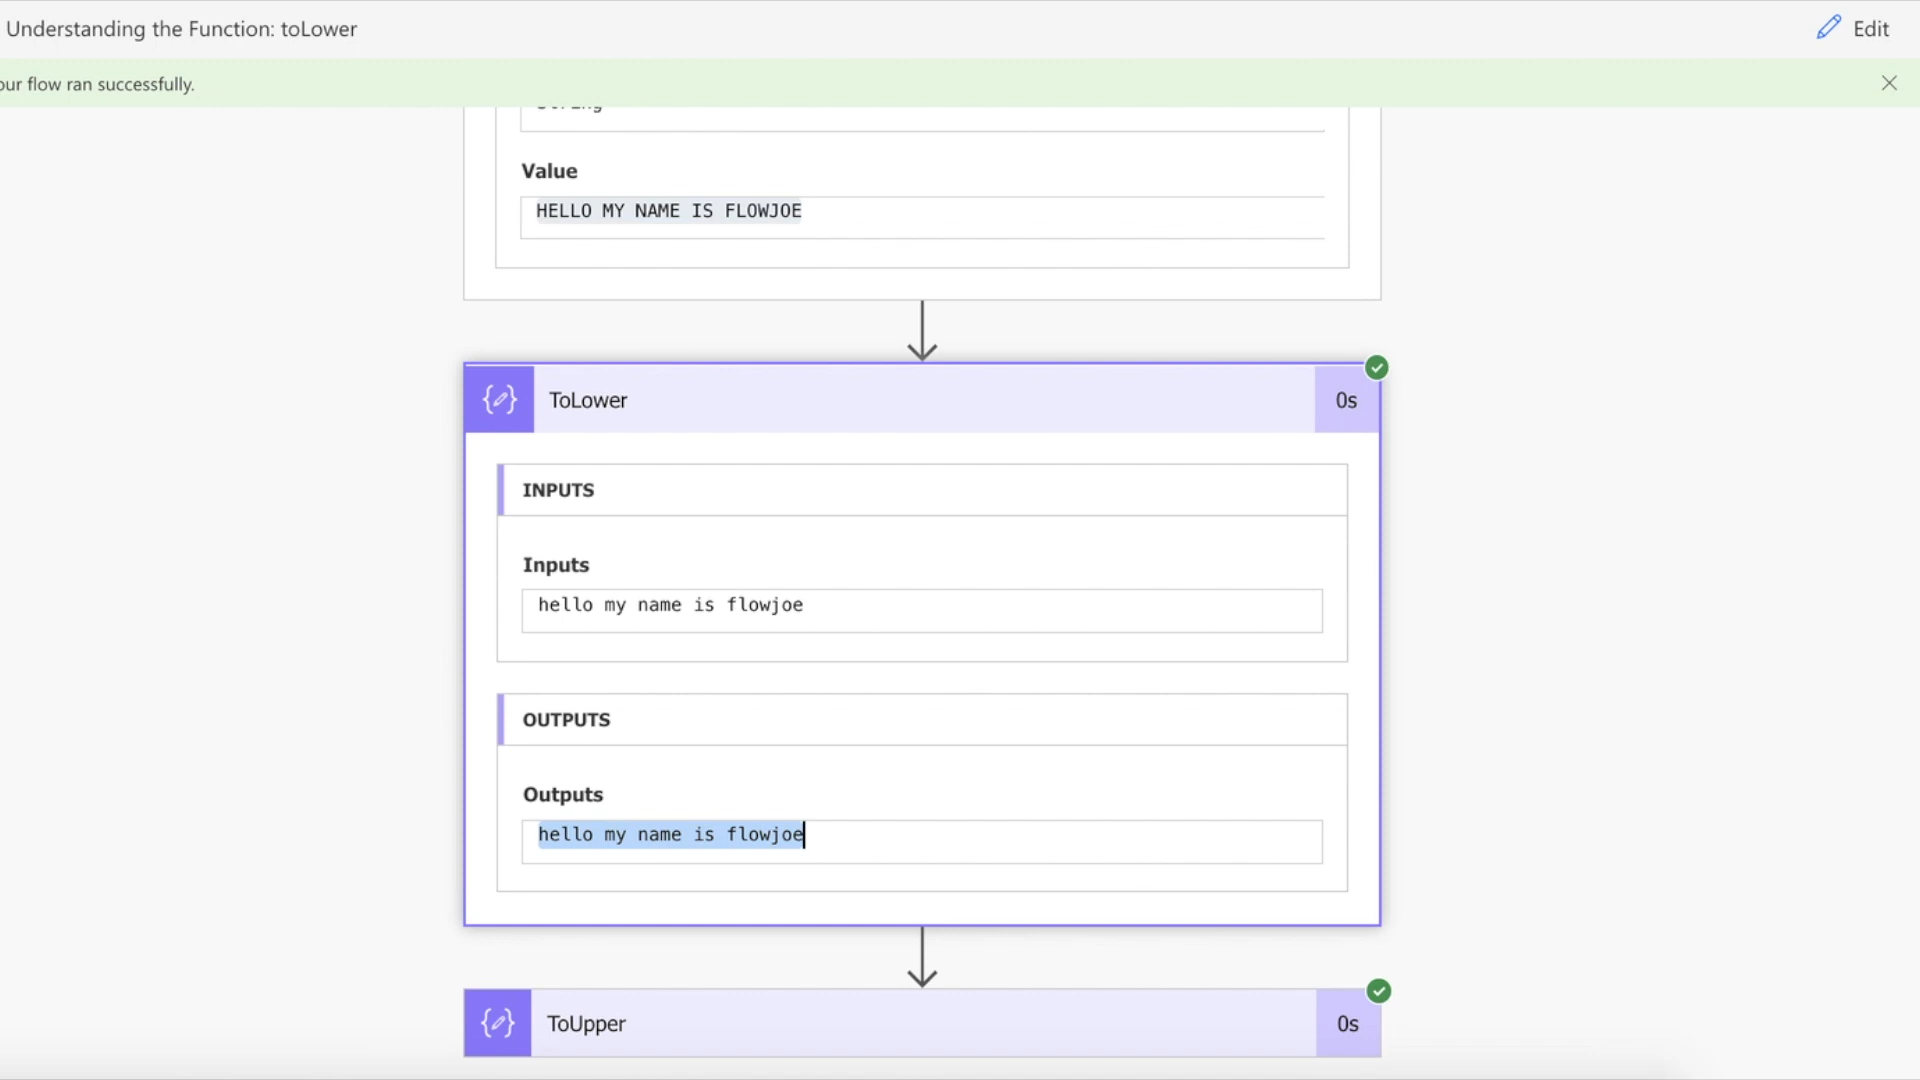 Understanding the Function: toLower
Edit
our flow ran successfully.
Value
HELLO MY NAME IS FLOWJOE
ToLower
0s
INPUTS
Inputs
hello my name is flowjoe
OUTPUTS
Outputs
hello my name is flowjoe
ToUpper
0s